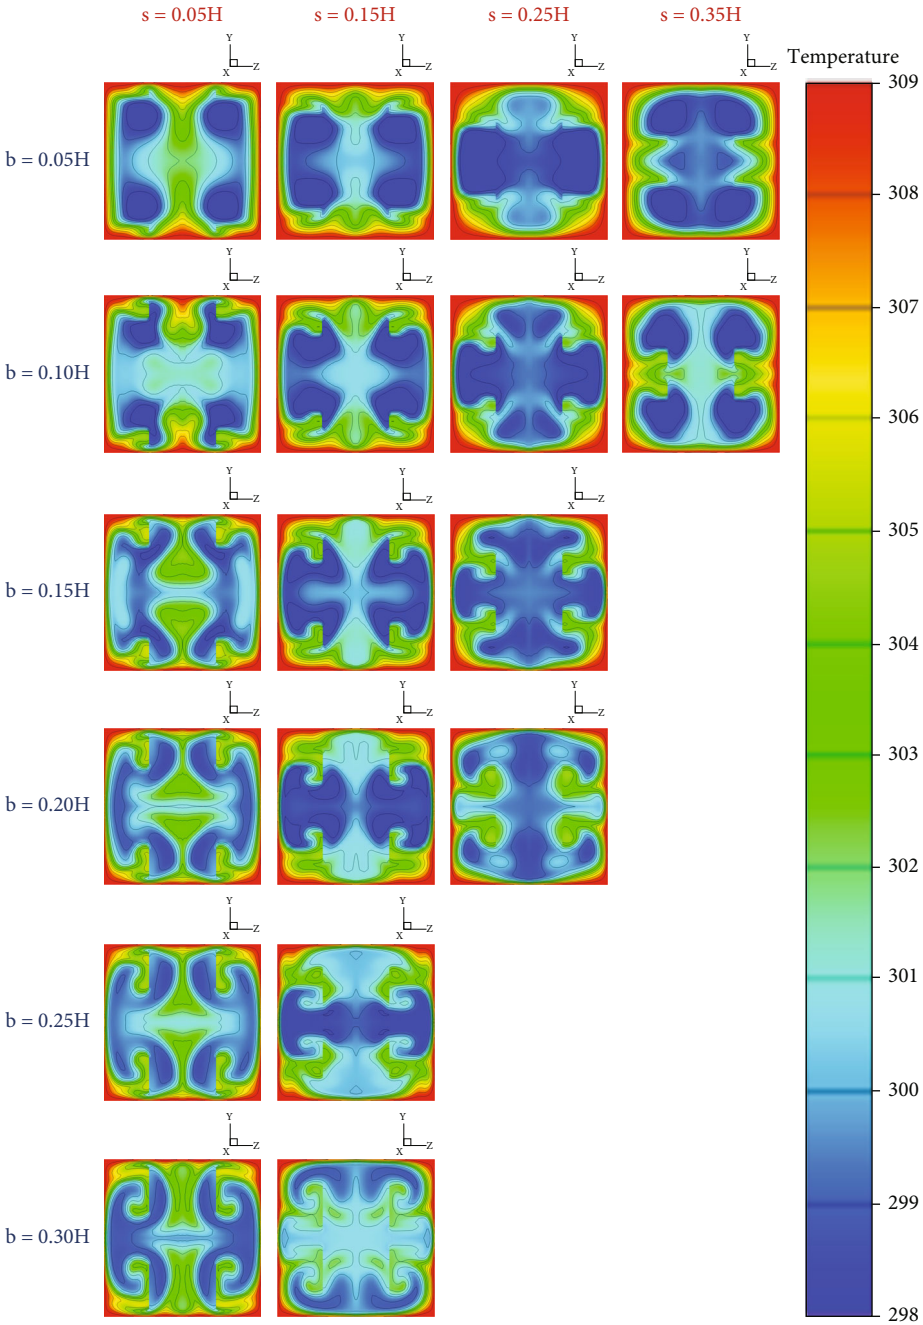 s = 0.05H s = 0.15H s = 0.25H s = 0.35H
Y Y Y Y
X Z X Z X Z X Z
Temperature
309
b = 0.05H
308
Y Y Y Y
X Z X Z X Z X Z
307
b = 0.10H
306
Y Y Y
X Z X Z X Z
305
b = 0.15H
304
Y Y Y
X Z X Z X Z
303
b = 0.20H
302
Y Y
X Z X Z
301
b = 0.25H
300
Y Y
X Z X Z
299
b = 0.30H
298